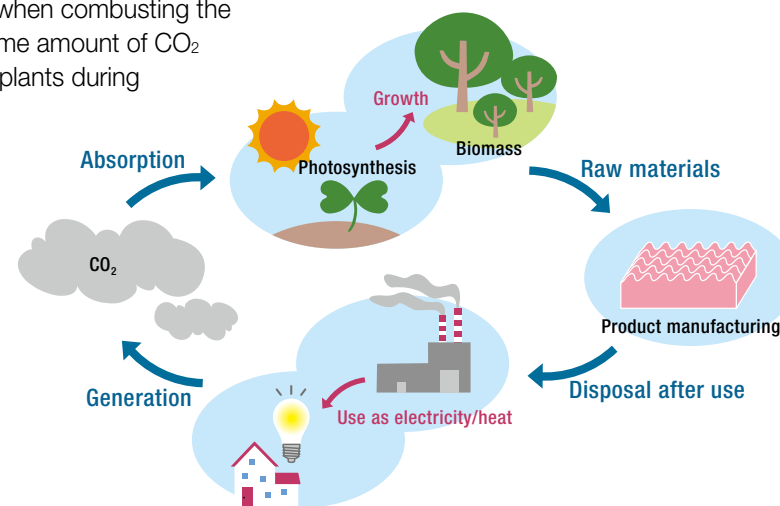 when combusting the
me amount of CO₂
plants during
Growth
Absorption
Photosynthesis
Biomass
Raw materials
CO₂
Product manufacturing
Generation
Use as electricity/heat
Disposal after use